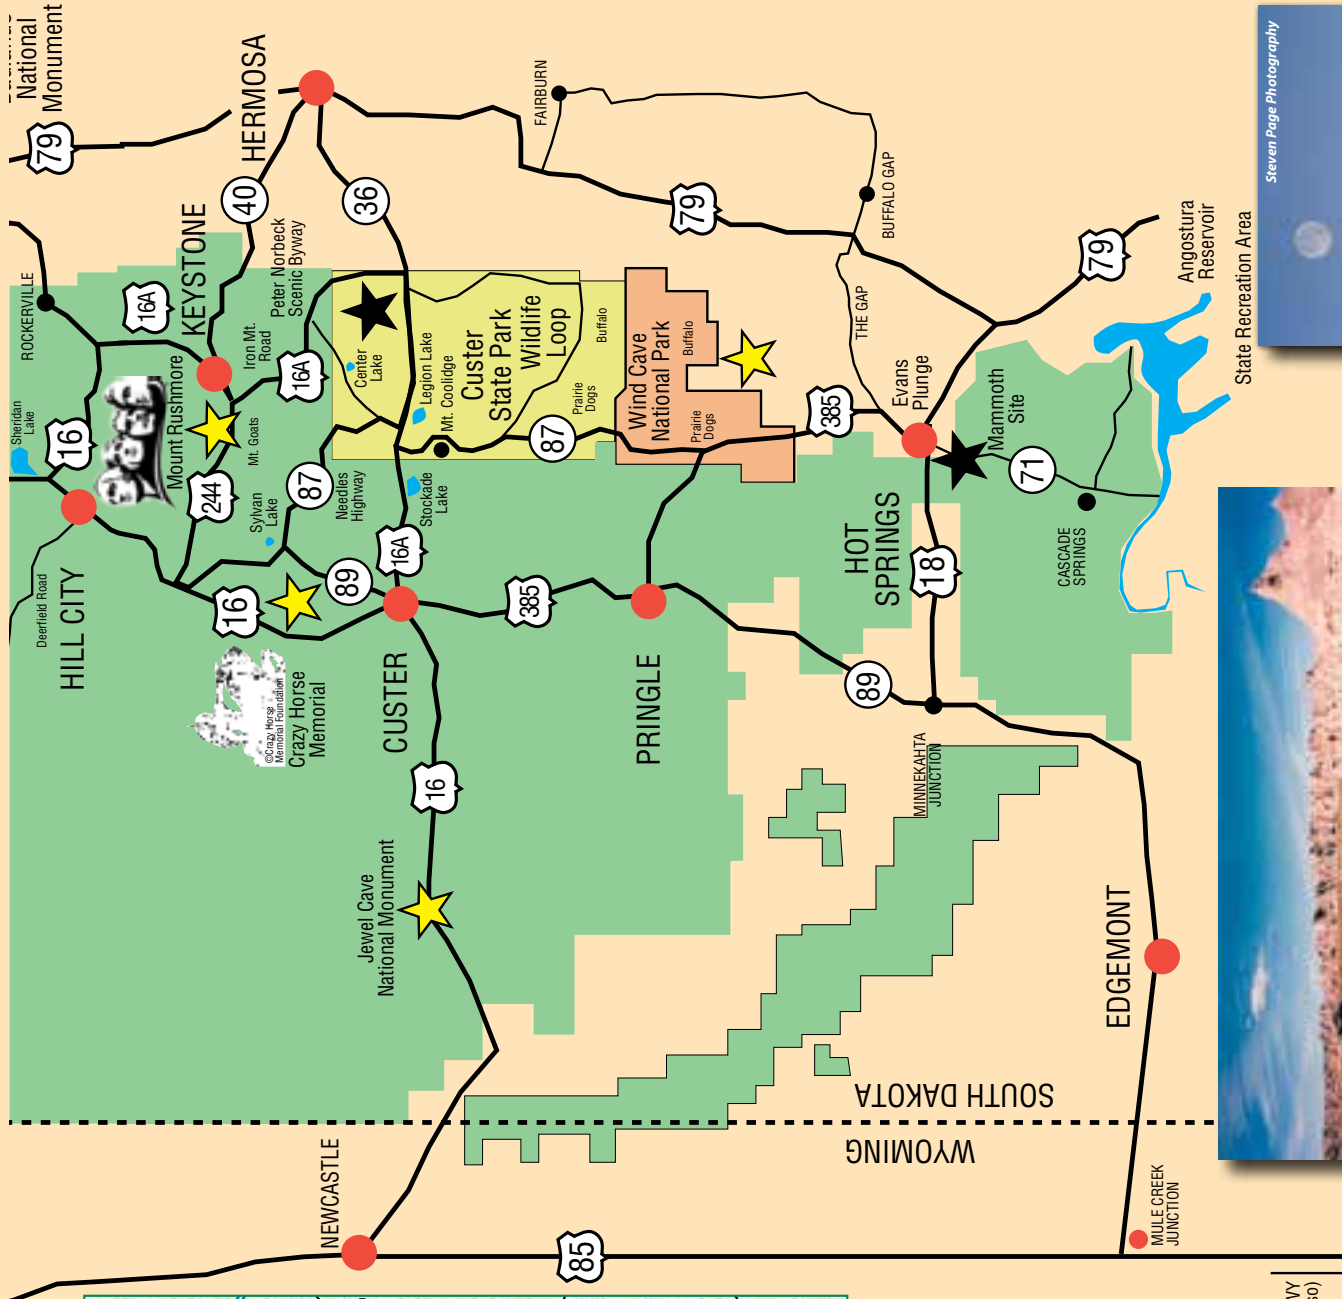 National
Monument
79
HERMOSA
40
36
KEYSTONE
Peter Norbeck
Scenic Byway
16A
Iron Mt.
Road
16A
ROCKERVILLE
Sheridan
Lake
16
Mount Rushmore
Mt. Goats
244
87
Sylvan
Lake
Needles
Highway
HILL CITY
Deerfield Road
16
89
©Crazy Horse
Memorial Foundation
Crazy Horse
Memorial
Center
Lake
Legion Lake
Mt. Coolidge
Custer
State Park
Wildlife
Loop
Buffalo
Prairie
Dogs
87
Stockade
Lake
16A
CUSTER
385
16
Jewel Cave
National Monument
Wind Cave
National Park
Buffalo
Prairie
Dogs
PRINGLE
385
FAIRBURN
79
BUFFALO GAP
THE GAP
Evans
Plunge
Mammoth
Site
HOT
SPRINGS
71
18
CASCADE
SPRINGS
89
MINNEKAHTA
JUNCTION
79
Angostura
Reservoir
State Recreation Area
EDGEMONT
SOUTH DAKOTA
WYOMING
NEWCASTLE
85
MULE CREEK
JUNCTION
Steven Page Photography